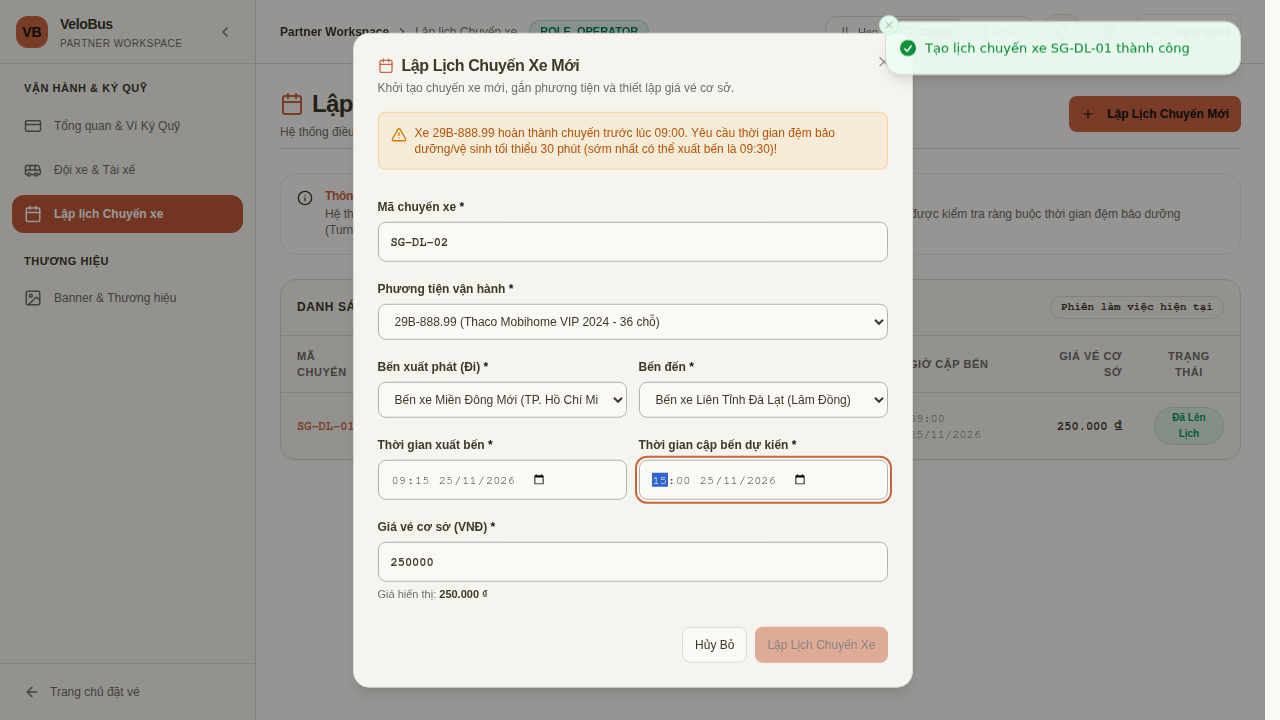 VB
VeloBus
PARTNER WORKSPACE
VẬN HÀNH & KÝ QUỸ
Tổng quan & Ví Ký Quỹ
Đội xe & Tài xế
Lập lịch Chuyến xe
THƯƠNG HIỆU
Banner & Thương hiệu
Trang chủ đặt vé
Partner Workspace
Lập lịch Chuyến xe
ROLE_OPERATOR
Tạo lịch chuyến xe SG-DL-01 thành công
Lập
Hệ thống điều
Lập Lịch Chuyến Mới
Thôn
Hệ th
được kiểm tra ràng buộc thời gian đệm bảo dưỡng
(Turn
DANH SÁ
Phiên làm việc hiện tại
MÃ CHUYẾN
GIỜ CẬP BẾN
GIÁ VÉ CƠ SỞ
TRẠNG THÁI
SG-DL-01
09:00
25/11/2026
250.000 ₫
Đã Lên Lịch
Lập Lịch Chuyến Xe Mới
Khởi tạo chuyến xe mới, gắn phương tiện và thiết lập giá vé cơ sở.
Xe 29B-888.99 hoàn thành chuyến trước lúc 09:00. Yêu cầu thời gian đệm bảo
dưỡng/vệ sinh tối thiểu 30 phút (sớm nhất có thể xuất bến là 09:30)!
Mã chuyến xe *
SG-DL-02
Phương tiện vận hành *
29B-888.99 (Thaco Mobihome VIP 2024 - 36 chỗ)
Bến xuất phát (Đi) *
Bến đến *
Bến xe Miền Đông Mới (TP. Hồ Chí Mi
Bến xe Liên Tỉnh Đà Lạt (Lâm Đồng)
Thời gian xuất bến *
Thời gian cập bến dự kiến *
09:15 25/11/2026
15:00 25/11/2026
Giá vé cơ sở (VNĐ) *
250000
Giá hiển thị: 250.000 ₫
Hủy Bỏ
Lập Lịch Chuyến Xe